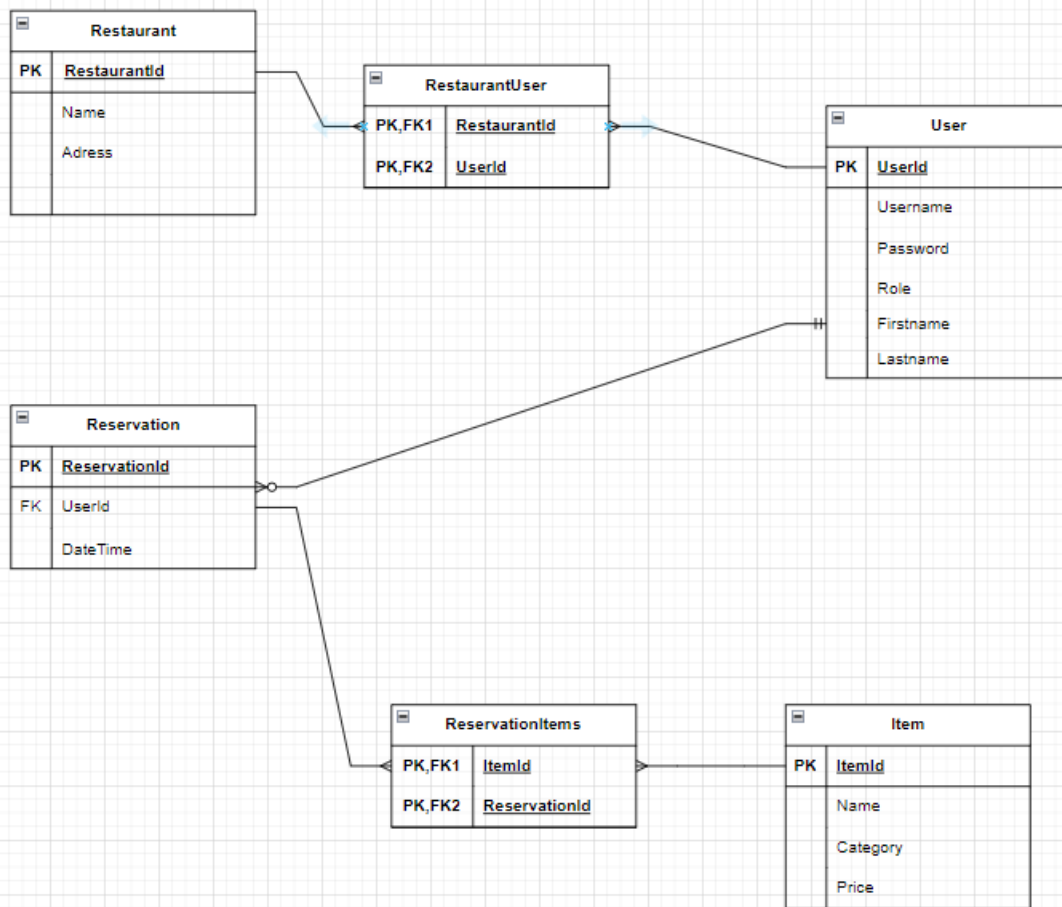 Restaurant
PK RestaurantId
Name
Adress
RestaurantUser
PK,FK1 RestaurantId
PK,FK2 UserId
User
PK UserId
Username
Password
Role
Firstname
Lastname
Reservation
PK ReservationId
FK UserId
DateTime
ReservationItems
PK,FK1 ItemId
PK,FK2 ReservationId
Item
PK ItemId
Name
Category
Price